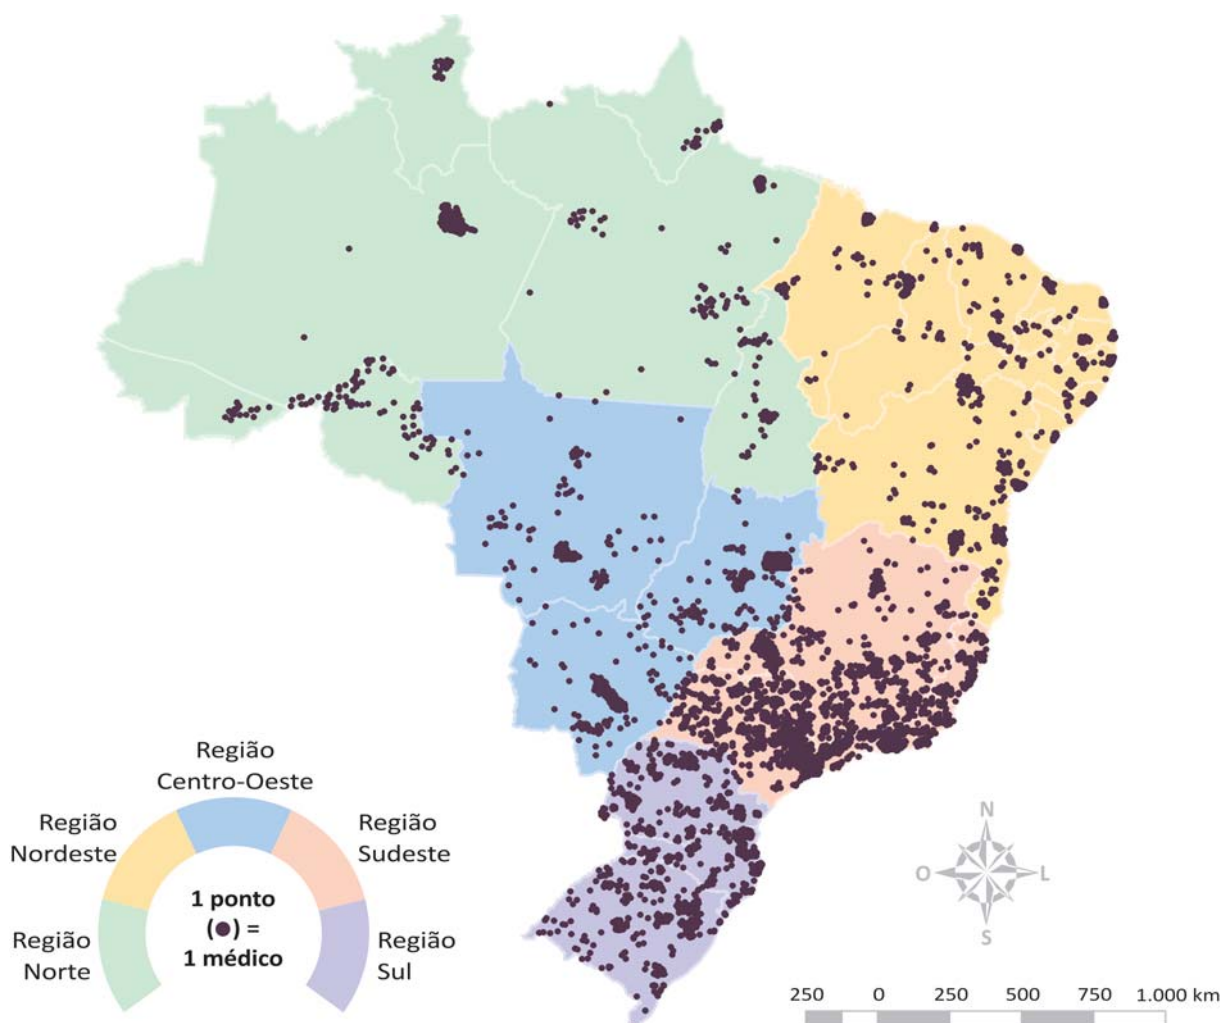 Região
Centro-Oeste
Região
Nordeste
Região
Sudeste
1 ponto
(●) =
1 médico
Região
Norte
Região
Sul
N
O
L
S
250
0
250
500
750
1.000 km